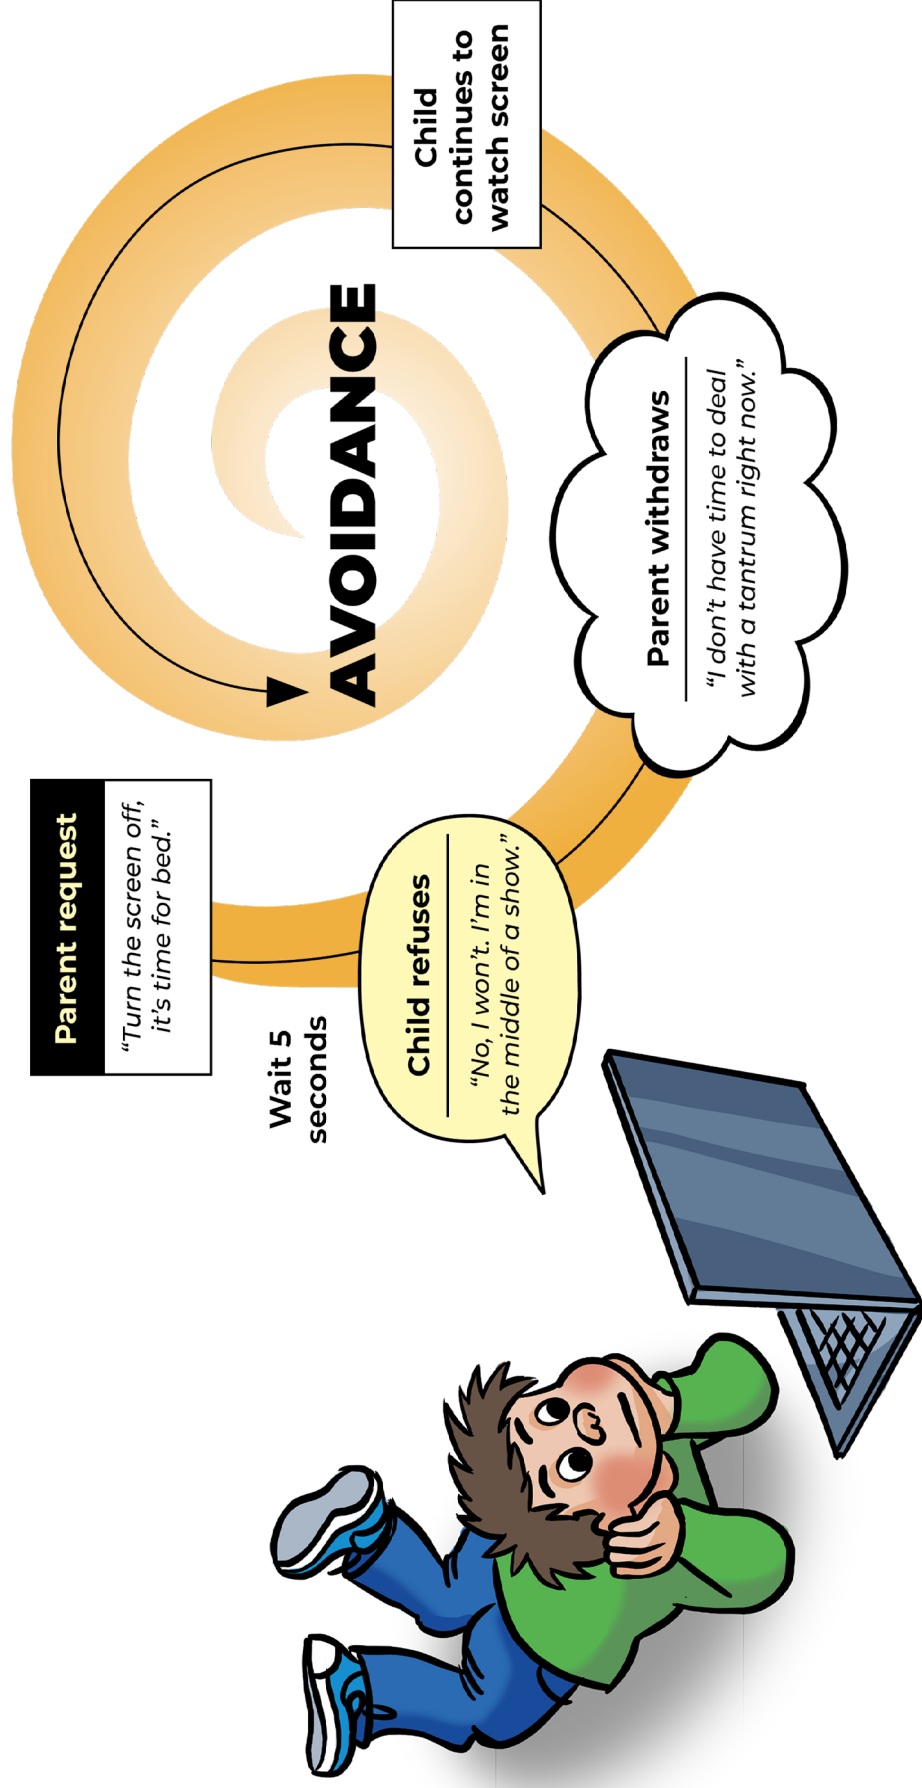 Parent request
“Turn the screen off,
it’s time for bed.”
Wait 5
seconds
Child refuses
“No, I won’t. I’m in
the middle of a show.”
Parent withdraws
“I don’t have time to deal
with a tantrum right now.”
Child
continues to
watch screen
AVOIDANCE